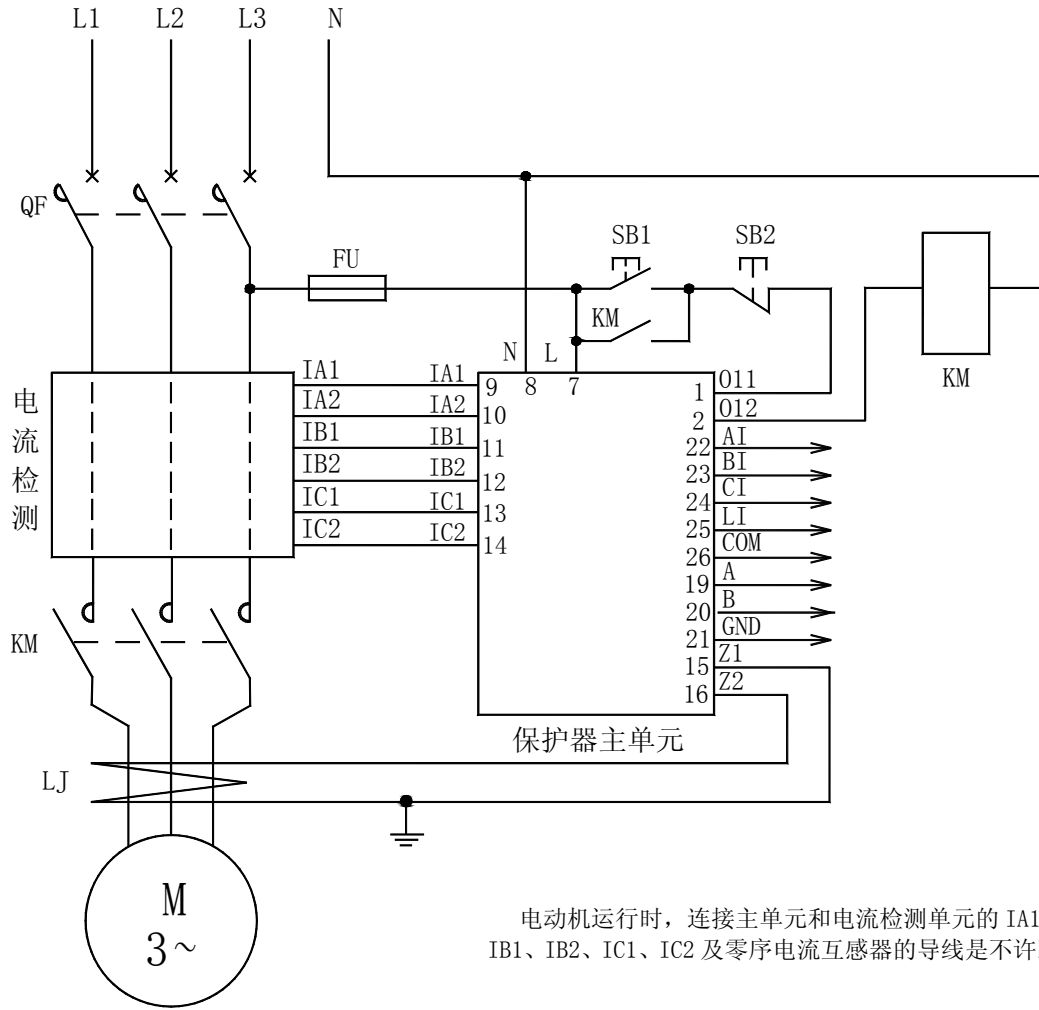 L1 L2 L3 N
QF
SB1 SB2
FU
KM
N L
KM
8 7
电流检测
IA1 IA1 9
IA2 IA2 10
IB1 IB1 11
IB2 IB2 12
IC1 IC1 13
IC2 IC2 14
1 O11
2 O12
22 AI
23 BI
24 CI
25 LI
26 COM
19 A
20 B
21 GND
15 Z1
16 Z2
KM
保护器主单元
LJ
M
3~
电动机运行时，连接主单元和电流检测单元的 IA1
IB1、IB2、IC1、IC2 及零序电流互感器的导线是不许